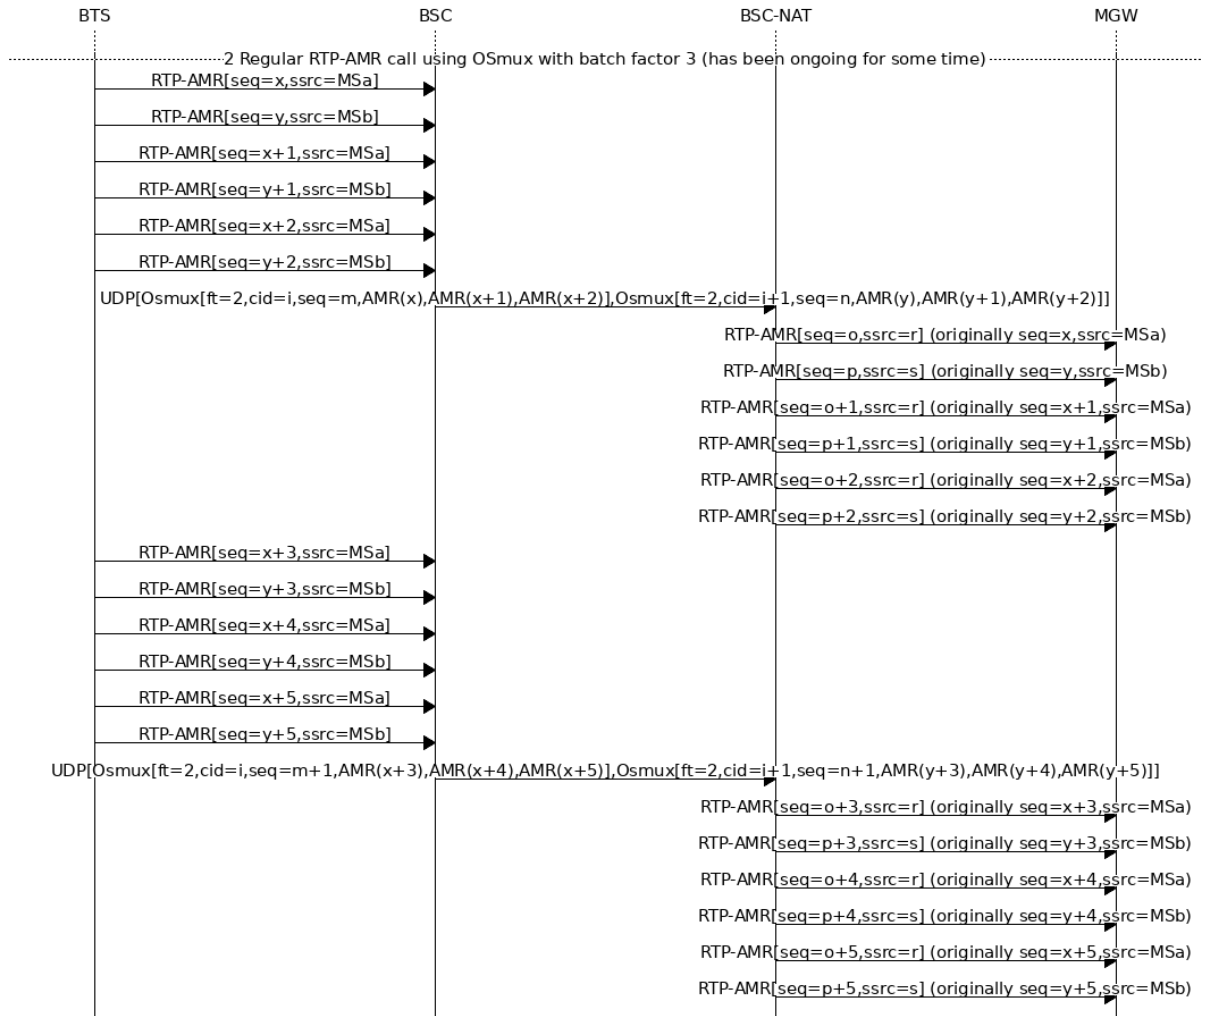 BTS BSC BSC-NAT MGW
2 Regular RTP-AMR call using OSmux with batch factor 3 (has been ongoing for some time)
RTP-AMR[seq=x,ssrc=MSa]
RTP-AMR[seq=y,ssrc=MSb]
RTP-AMR[seq=x+1,ssrc=MSa]
RTP-AMR[seq=y+1,ssrc=MSb]
RTP-AMR[seq=x+2,ssrc=MSa]
RTP-AMR[seq=y+2,ssrc=MSb]
UDP[Osmux[ft=2,cid=i,seq=m,AMR(x),AMR(x+1),AMR(x+2)],Osmux[ft=2,cid=i+1,seq=n,AMR(y),AMR(y+1),AMR(y+2)]]
RTP-AMR[seq=o,ssrc=r] (originally seq=x,ssrc=MSa)
RTP-AMR[seq=p,ssrc=s] (originally seq=y,ssrc=MSb)
RTP-AMR[seq=o+1,ssrc=r] (originally seq=x+1,ssrc=MSa)
RTP-AMR[seq=p+1,ssrc=s] (originally seq=y+1,ssrc=MSb)
RTP-AMR[seq=o+2,ssrc=r] (originally seq=x+2,ssrc=MSa)
RTP-AMR[seq=p+2,ssrc=s] (originally seq=y+2,ssrc=MSb)
RTP-AMR[seq=x+3,ssrc=MSa]
RTP-AMR[seq=y+3,ssrc=MSb]
RTP-AMR[seq=x+4,ssrc=MSa]
RTP-AMR[seq=y+4,ssrc=MSb]
RTP-AMR[seq=x+5,ssrc=MSa]
RTP-AMR[seq=y+5,ssrc=MSb]
UDP[Osmux[ft=2,cid=i,seq=m+1,AMR(x+3),AMR(x+4),AMR(x+5)],Osmux[ft=2,cid=i+1,seq=n+1,AMR(y+3),AMR(y+4),AMR(y+5)]]
RTP-AMR[seq=o+3,ssrc=r] (originally seq=x+3,ssrc=MSa)
RTP-AMR[seq=p+3,ssrc=s] (originally seq=y+3,ssrc=MSb)
RTP-AMR[seq=o+4,ssrc=r] (originally seq=x+4,ssrc=MSa)
RTP-AMR[seq=p+4,ssrc=s] (originally seq=y+4,ssrc=MSb)
RTP-AMR[seq=o+5,ssrc=r] (originally seq=x+5,ssrc=MSa)
RTP-AMR[seq=p+5,ssrc=s] (originally seq=y+5,ssrc=MSb)